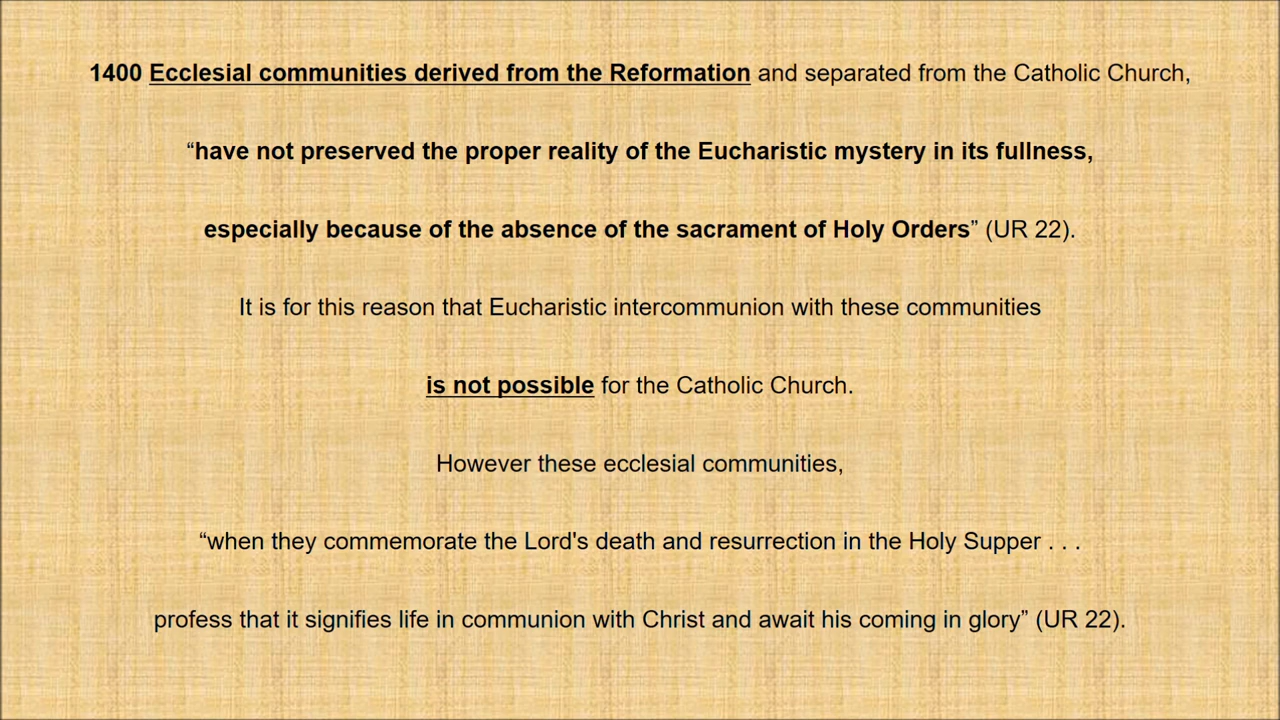 1400 Ecclesial communities derived from the Reformation and separated from the Catholic Church,
“have not preserved the proper reality of the Eucharistic mystery in its fullness,
especially because of the absence of the sacrament of Holy Orders” (UR 22).
It is for this reason that Eucharistic intercommunion with these communities
is not possible for the Catholic Church.
However these ecclesial communities,
“when they commemorate the Lord's death and resurrection in the Holy Supper . . .
profess that it signifies life in communion with Christ and await his coming in glory” (UR 22).